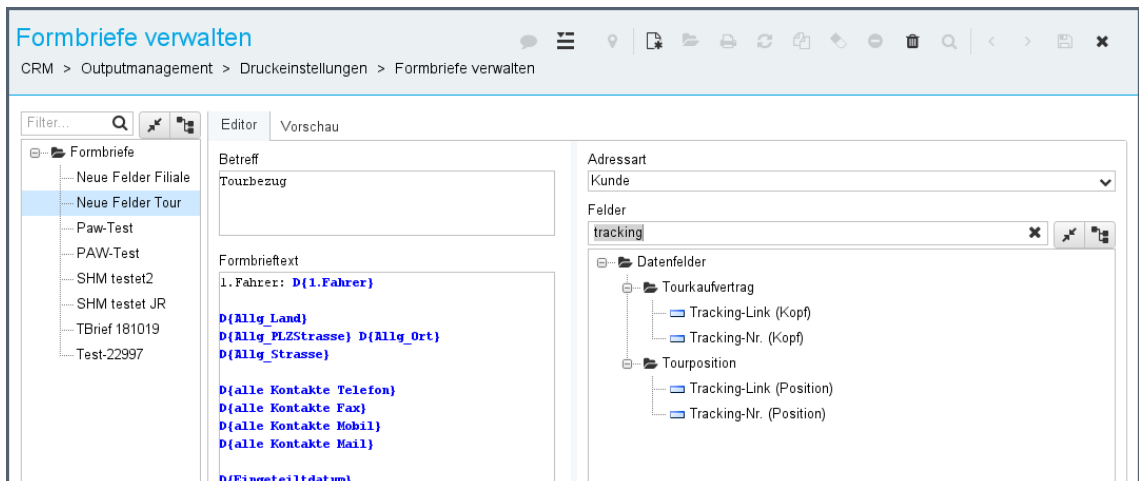 Formbriefe verwalten
CRM > Outputmanagement > Druckeinstellungen > Formbriefe verwalten
Filter...
Formbriefe
Neue Felder Filiale
Neue Felder Tour
Paw-Test
PAW-Test
SHM testet2
SHM testet JR
TBrief 181019
Test-22997
Editor
Vorschau
Betreff
Tourbezug
Formbrieftext
1.Fahrer: D{1.Fahrer}
D{Allg_Land}
D{Allg_PLZStrasse} D{Allg_Ort}
D{Allg_Strasse}
D{alle Kontakte Telefon}
D{alle Kontakte Fax}
D{alle Kontakte Mobil}
D{alle Kontakte Mail}
D{Eingeteiltdatum}
Adressart
Kunde
Felder
tracking
Datenfelder
Tourkaufvertrag
Tracking-Link (Kopf)
Tracking-Nr. (Kopf)
Tourposition
Tracking-Link (Position)
Tracking-Nr. (Position)